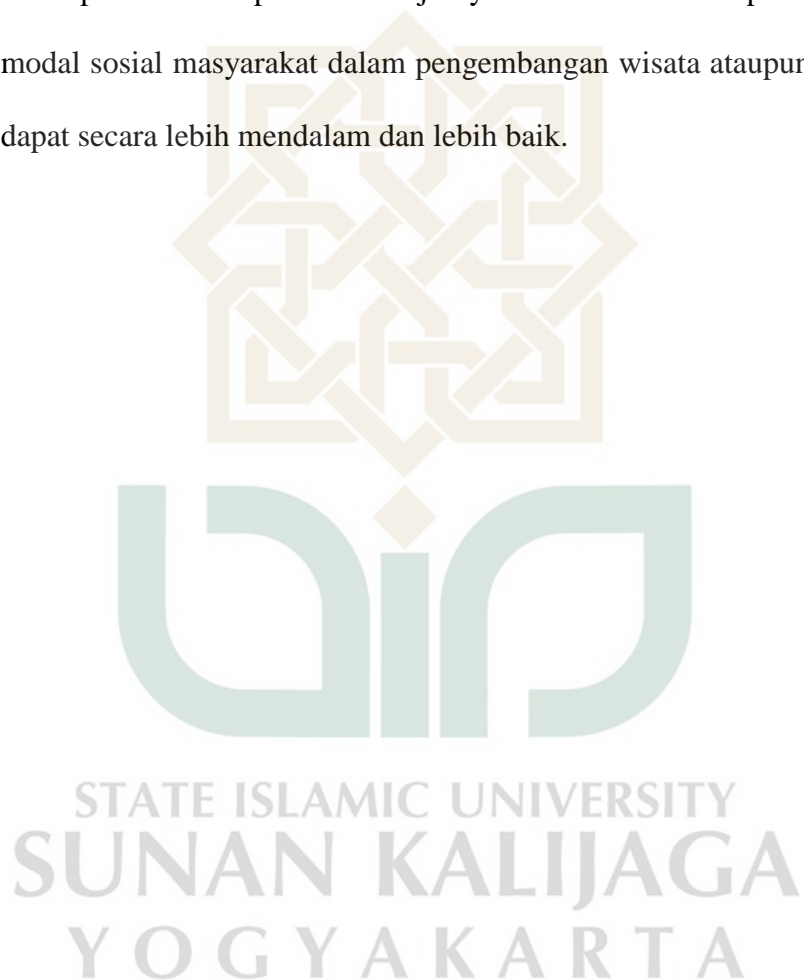 modal sosial masyarakat dalam pengembangan wisata ataupun
dapat secara lebih mendalam dan lebih baik.
STATE ISLAMIC UNIVERSITY
SUNAN KALIJAGA
YOGYAKARTA